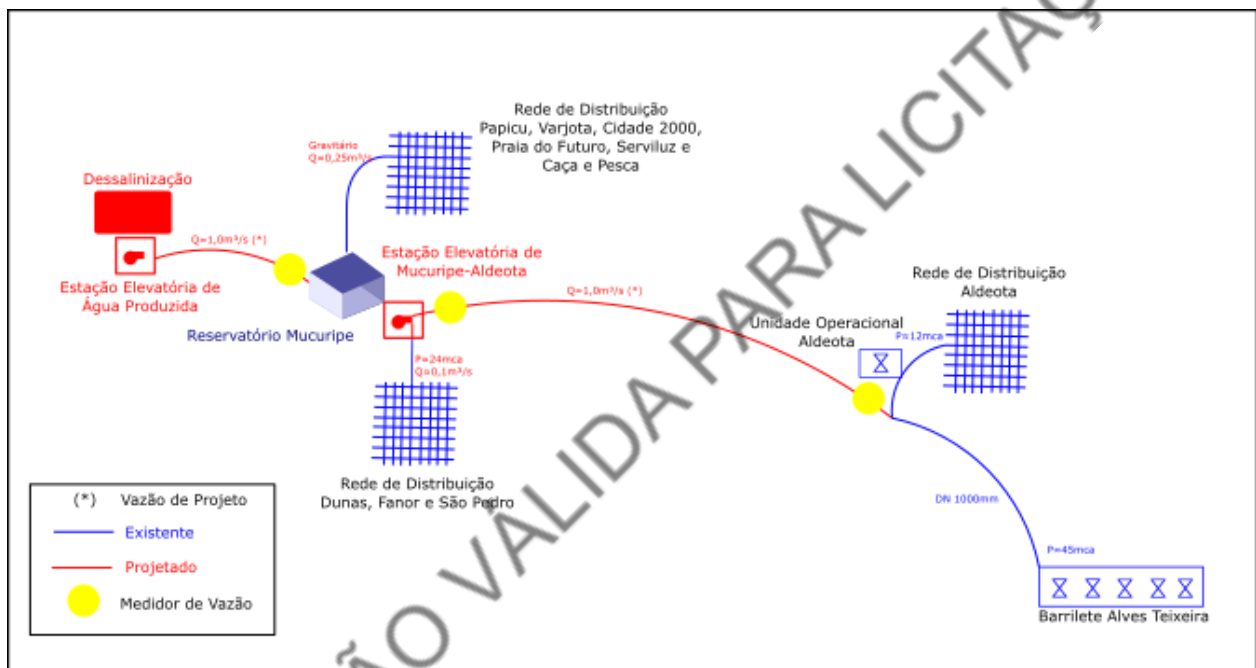 Rede de Distribuição
Papicu, Varjota, Cidade 2000,
Praia do Futuro, Serviluz e
Caça e Pesca
Gravitário
Q=0,25m³/s
Dessalinização
Q=1,0m³/s (*)
Estação Elevatória de
Água Produzida
Estação Elevatória de
Mucuripe-Aldeota
Reservatório Mucuripe
Q=1,0m³/s (*)
P=24mca
Q=0,1m³/s
Rede de Distribuição
Dunas, Fanor e São Pedro
Rede de Distribuição
Aldeota
Unidade Operacional
Aldeota
P=12mca
DN 1000mm
P=45mca
Barrilete Alves Teixeira
(*) Vazão de Projeto
Existente
Projetado
Medidor de Vazão
ÃO VÁLIDA PARA LICITAÇ